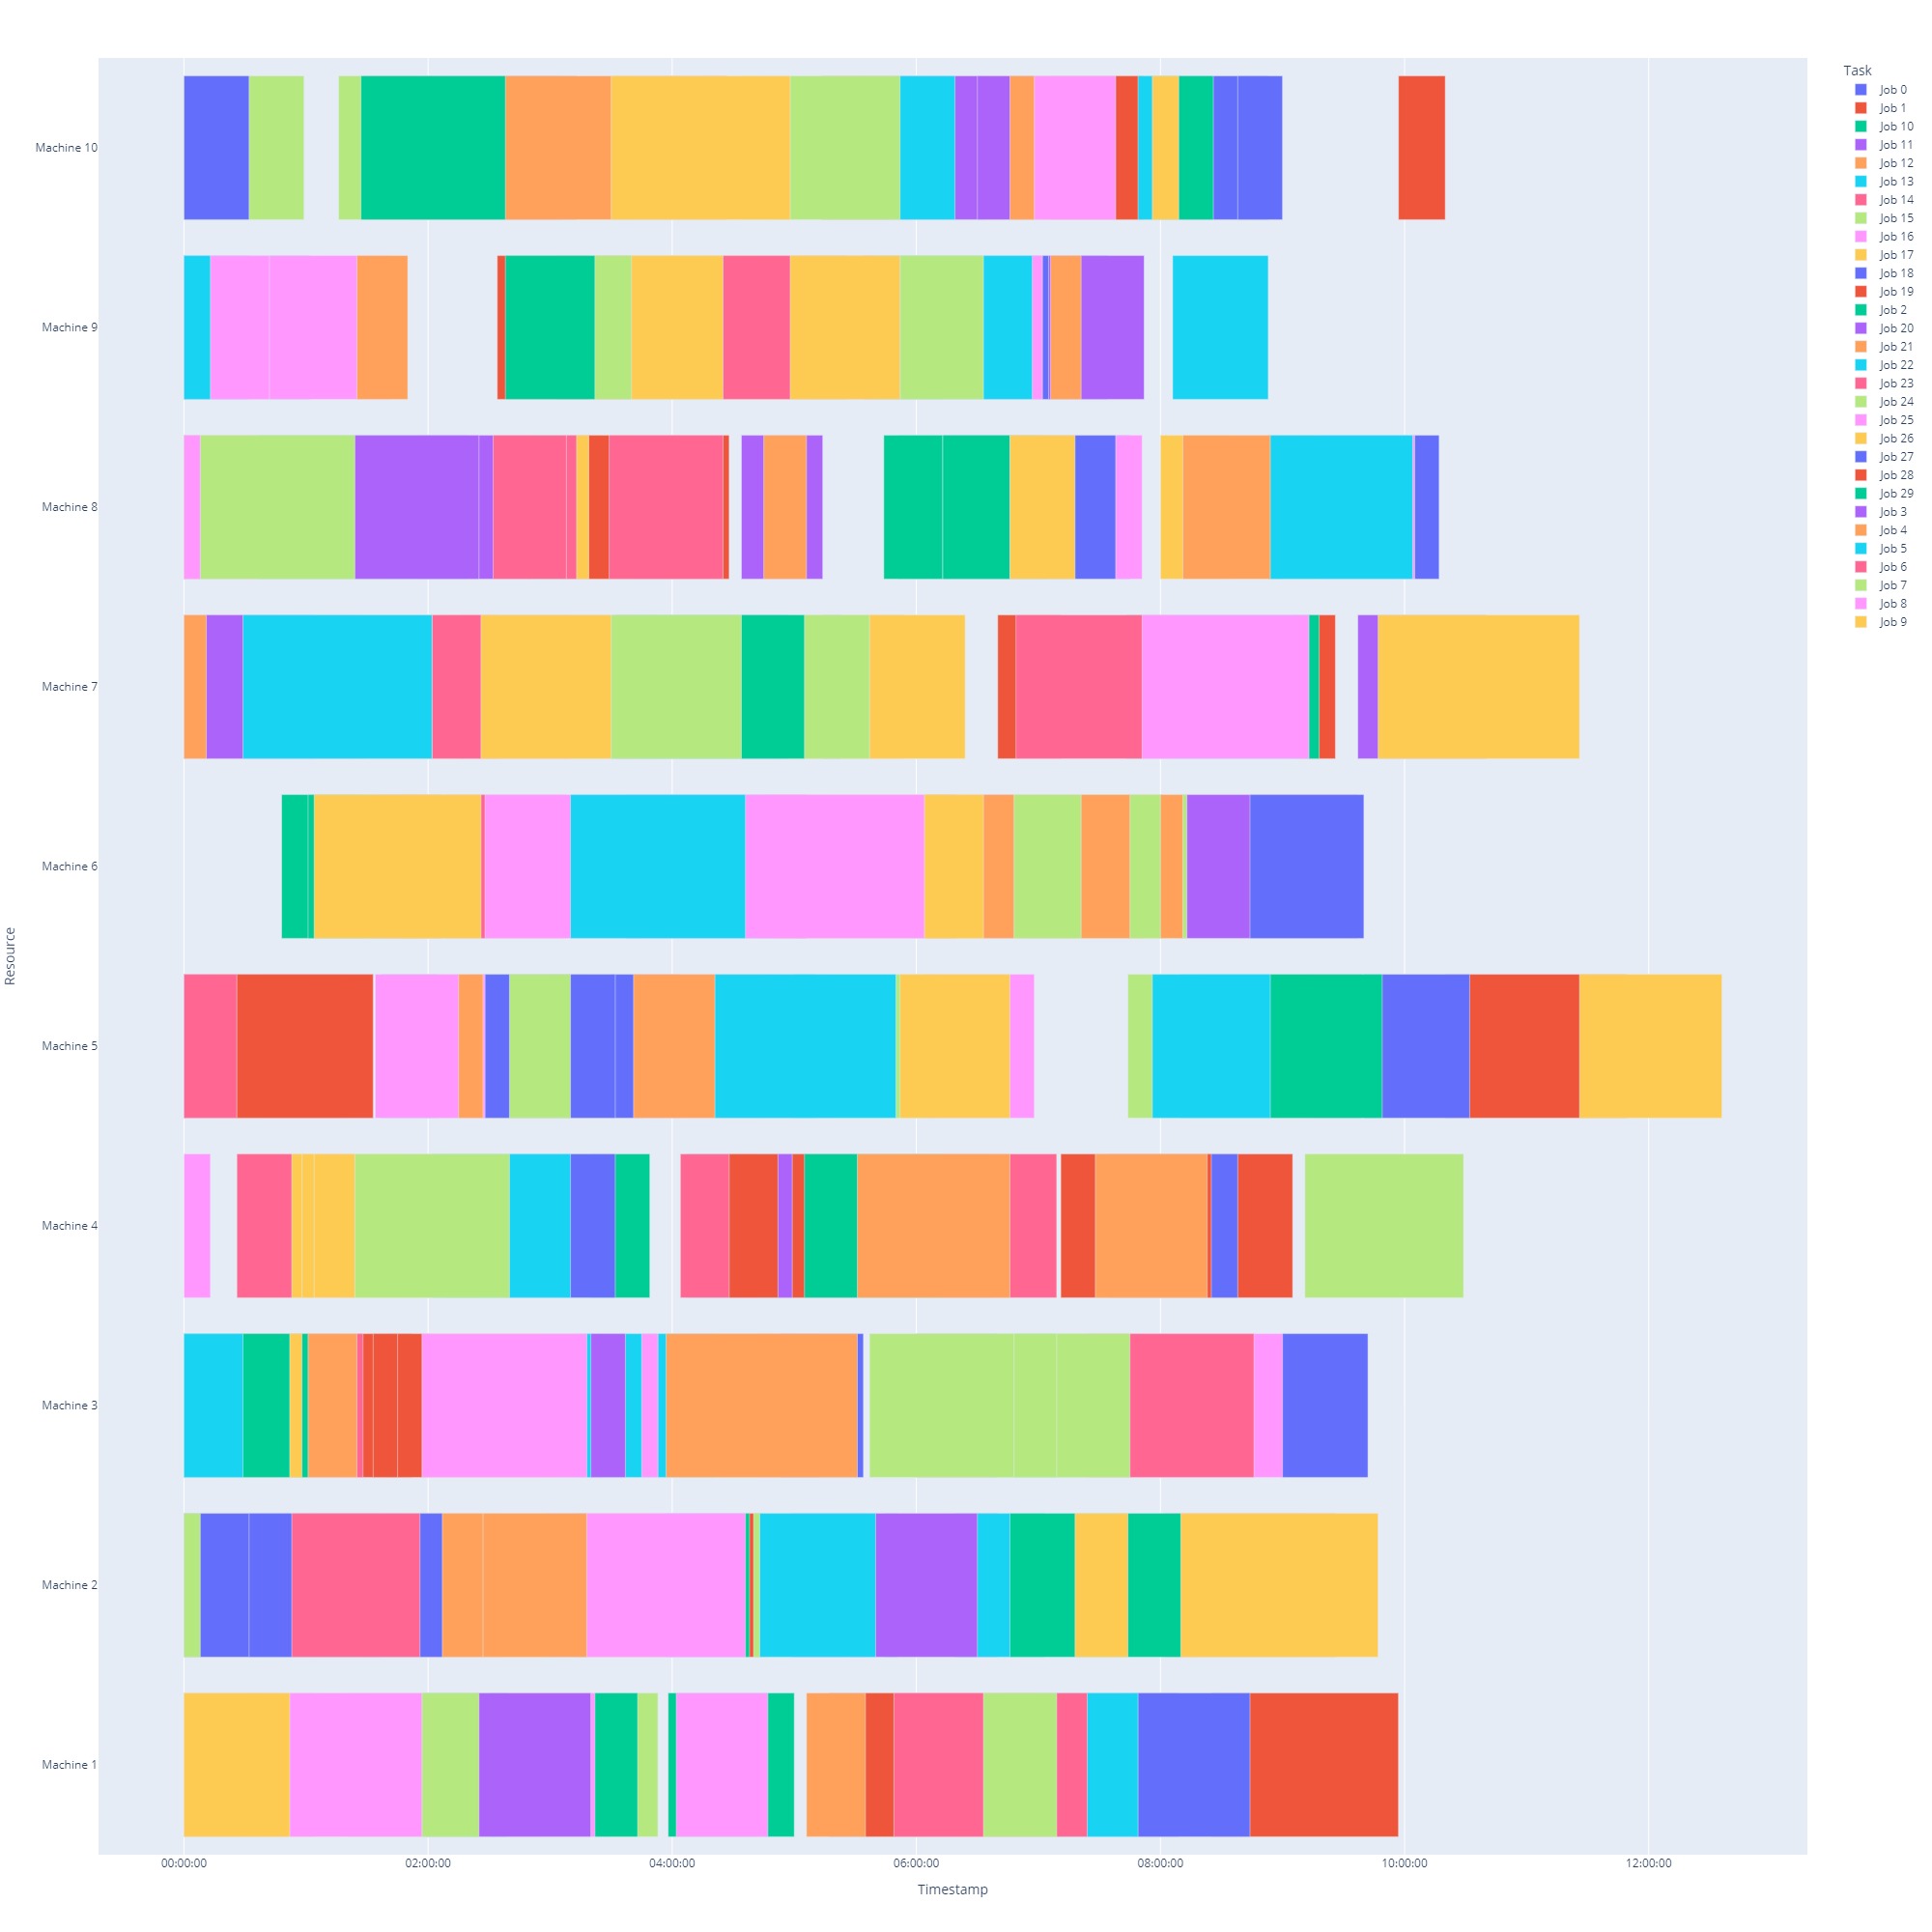 Task
Job 0
Job 1
Job 10
Job 11
Job 12
Job 13
Job 14
Job 15
Job 16
Job 17
Job 18
Job 19
Job 2
Job 20
Job 21
Job 22
Job 23
Job 24
Job 25
Job 26
Job 27
Job 28
Job 29
Job 3
Job 4
Job 5
Job 6
Job 7
Job 8
Job 9
Machine 10
Machine 9
Machine 8
Machine 7
Machine 6
Machine 5
Machine 4
Machine 3
Machine 2
Machine 1
Resource
00:00:00 02:00:00 04:00:00 06:00:00 08:00:00 10:00:00 12:00:00
Timestamp